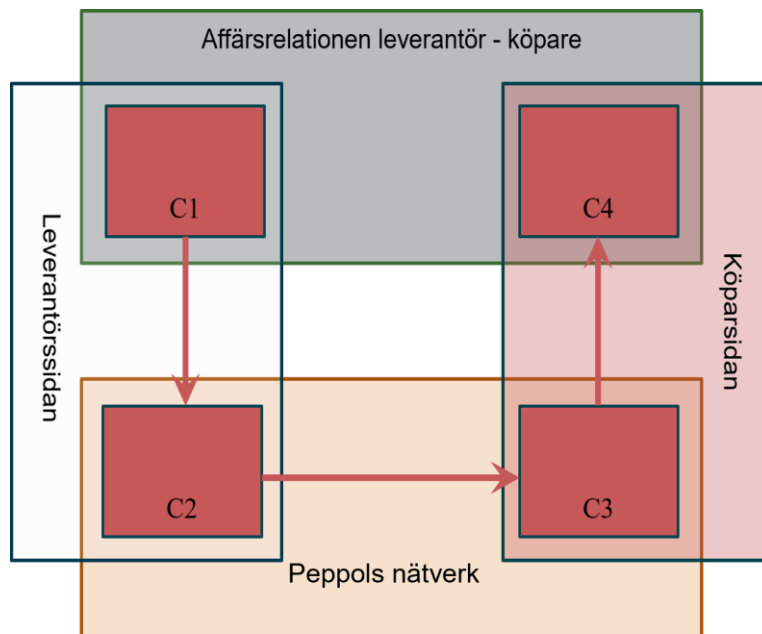 Affärsrelationen leverantör - köpare
C1
C4
Leverantörssidan
Köparsidan
C2
C3
Peppols nätverk